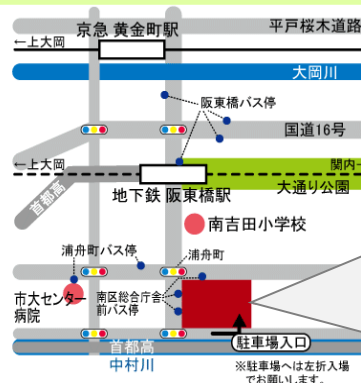 京急 黄金町駅
平戸桜木道路
←上大岡
大岡川
阪東橋バス停
国道16号
←上大岡
関内→
地下鉄 阪東橋駅
大通り公園
首都高
南吉田小学校
浦舟町バス停
浦舟町
市大センター
病院
南区総合庁舎
前バス停
駐車場入口
首都高
中村川
※駐車場へは左折入場
でお願いします。